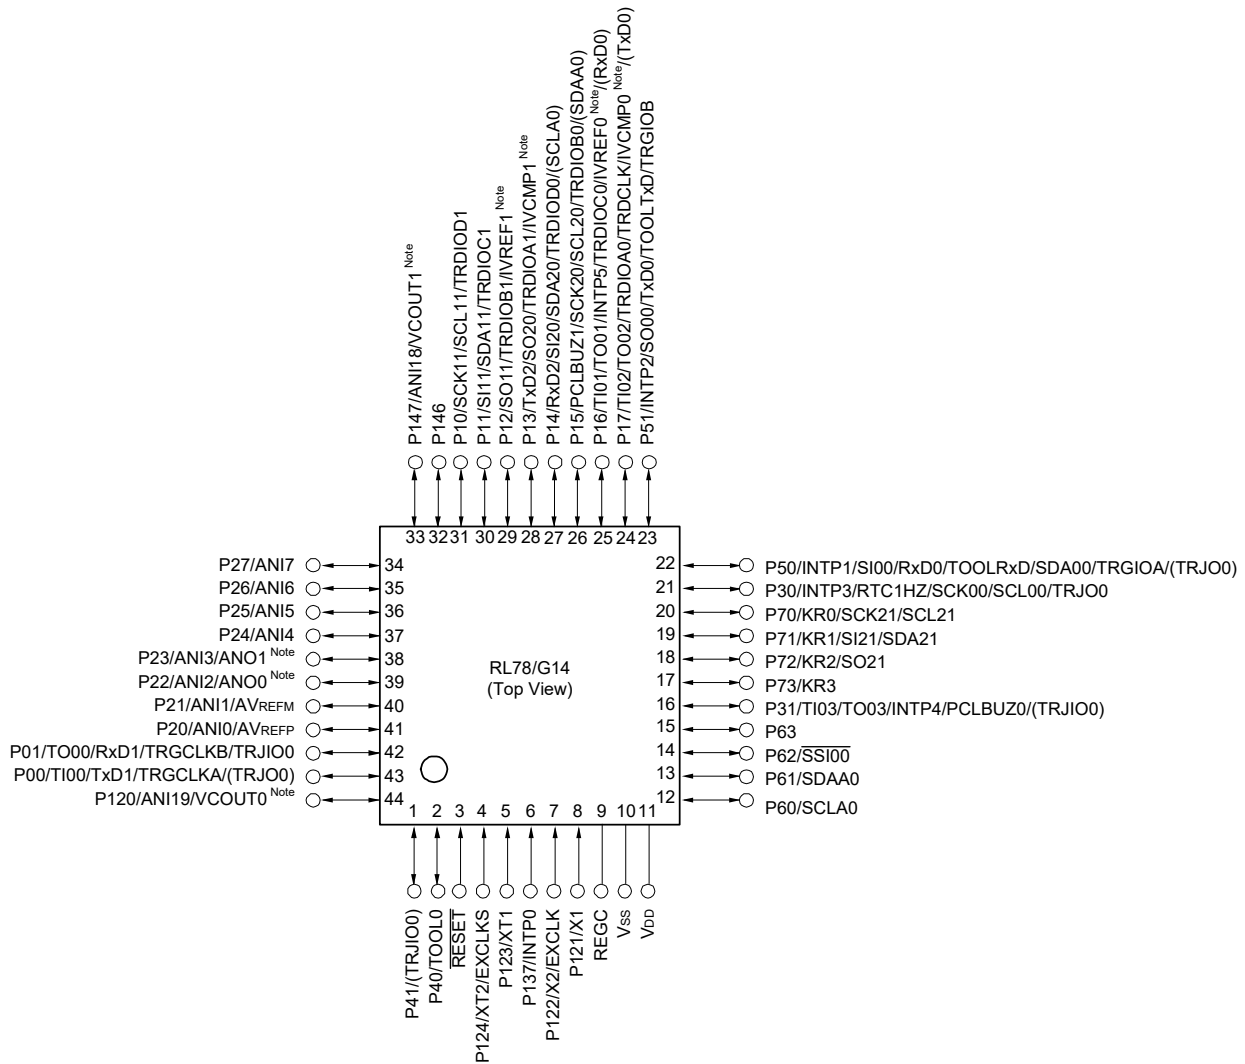 P147/ANI18/VCOUT1 Note
P146
P10/SCK11/SCL11/TRDIOD1
P11/SI11/SDA11/TRDIOC1
P12/SO11/TRDIOB1/IVREF1 Note
P13/TxD2/SO20/TRDIOA1/IVCMP1 Note
P14/RxD2/SI20/SDA20/TRDIOD0/(SCLA0)
P15/PCLBUZ1/SCK20/SCL20/TRDIOB0/(SDAA0)
P16/TI01/TO01/INTP5/TRDIOC0/IVREF0 Note/(RxD0)
P17/TI02/TO02/TRDIOA0/TRDCLK/IVCMP0 Note/(TxD0)
P51/INTP2/SO00/TxD0/TOOLTxD/TRGIOB
33 32 31 30 29 28 27 26 25 24 23
P27/ANI7 34
P26/ANI6 35
P25/ANI5 36
P24/ANI4 37
P23/ANI3/ANO1 Note 38
P22/ANI2/ANO0 Note 39
P21/ANI1/AVREFM 40
P20/ANI0/AVREFP 41
P01/TO00/RxD1/TRGCLKB/TRJIO0 42
P00/TI00/TxD1/TRGCLKA/(TRJO0) 43
P120/ANI19/VCOUT0 Note 44
RL78/G14
(Top View)
22 P50/INTP1/SI00/RxD0/TOOLRxD/SDA00/TRGIOA/(TRJO0)
21 P30/INTP3/RTC1HZ/SCK00/SCL00/TRJO0
20 P70/KR0/SCK21/SCL21
19 P71/KR1/SI21/SDA21
18 P72/KR2/SO21
17 P73/KR3
16 P31/TI03/TO03/INTP4/PCLBUZ0/(TRJIO0)
15 P63
14 P62/SSI00
13 P61/SDAA0
12 P60/SCLA0
1 2 3 4 5 6 7 8 9 10 11
P41/(TRJIO0)
P40/TOOL0
RESET
P124/XT2/EXCLKS
P123/XT1
P137/INTP0
P122/X2/EXCLK
P121/X1
REGC
VSS
VDD